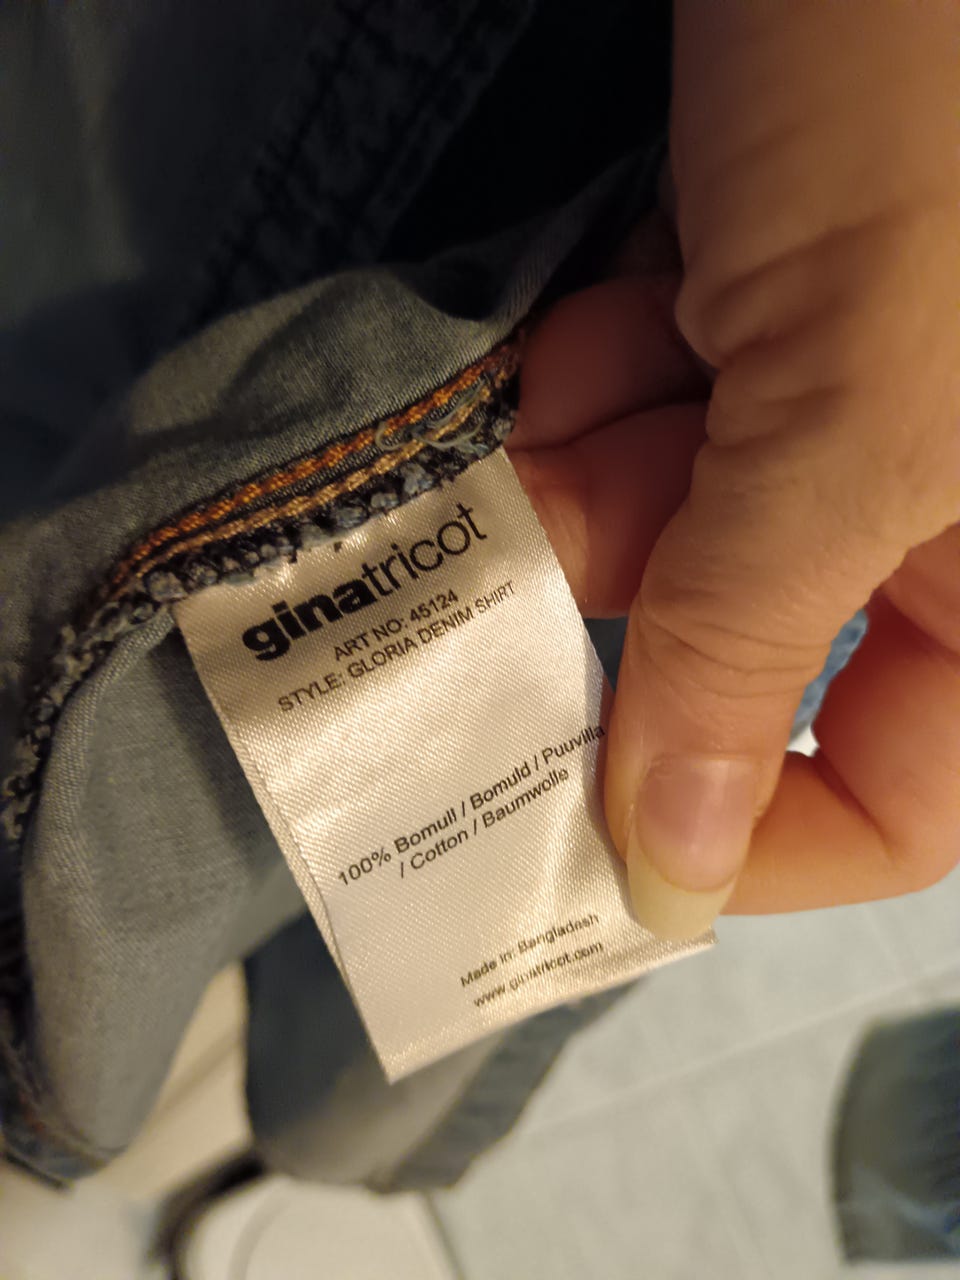 ginatricot
ART NO: 45124
STYLE: GLORIA DENIM SHIRT
100% Bomull / Bomuld / Puuvilla
/ Cotton / Baumwolle
Made in: Bangladesh
www.ginatricot.com